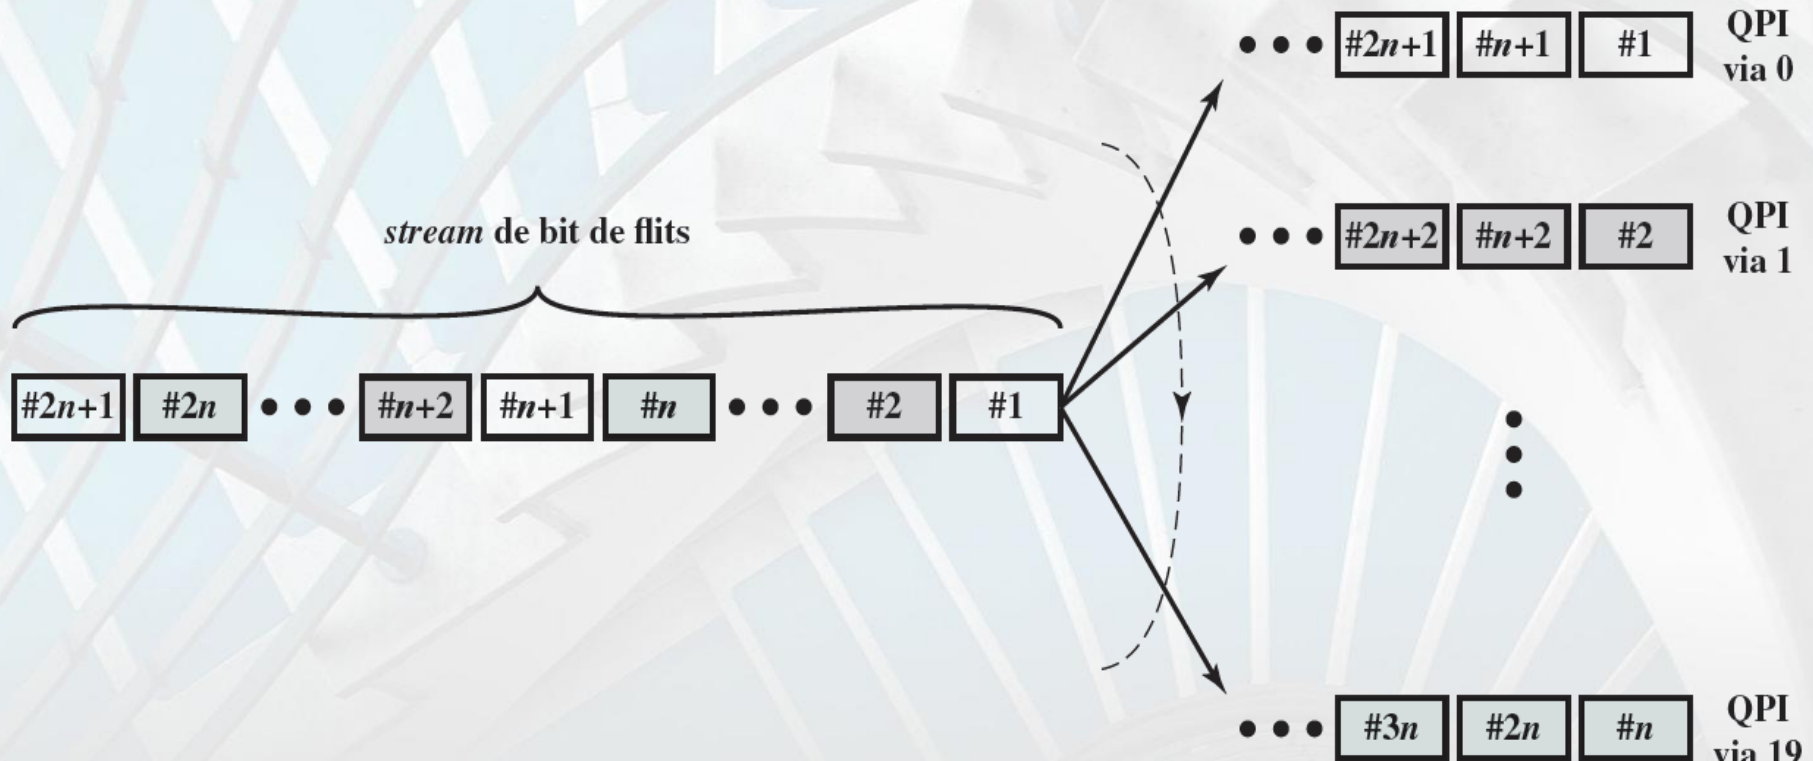 #2n+1 #n+1 #1
QPI
via 0
#2n+2 #n+2 #2
QPI
via 1
stream de bit de flits
#2n+1 #2n #n+2 #n+1 #n #2 #1
#3n #2n #n
QPI
via 19